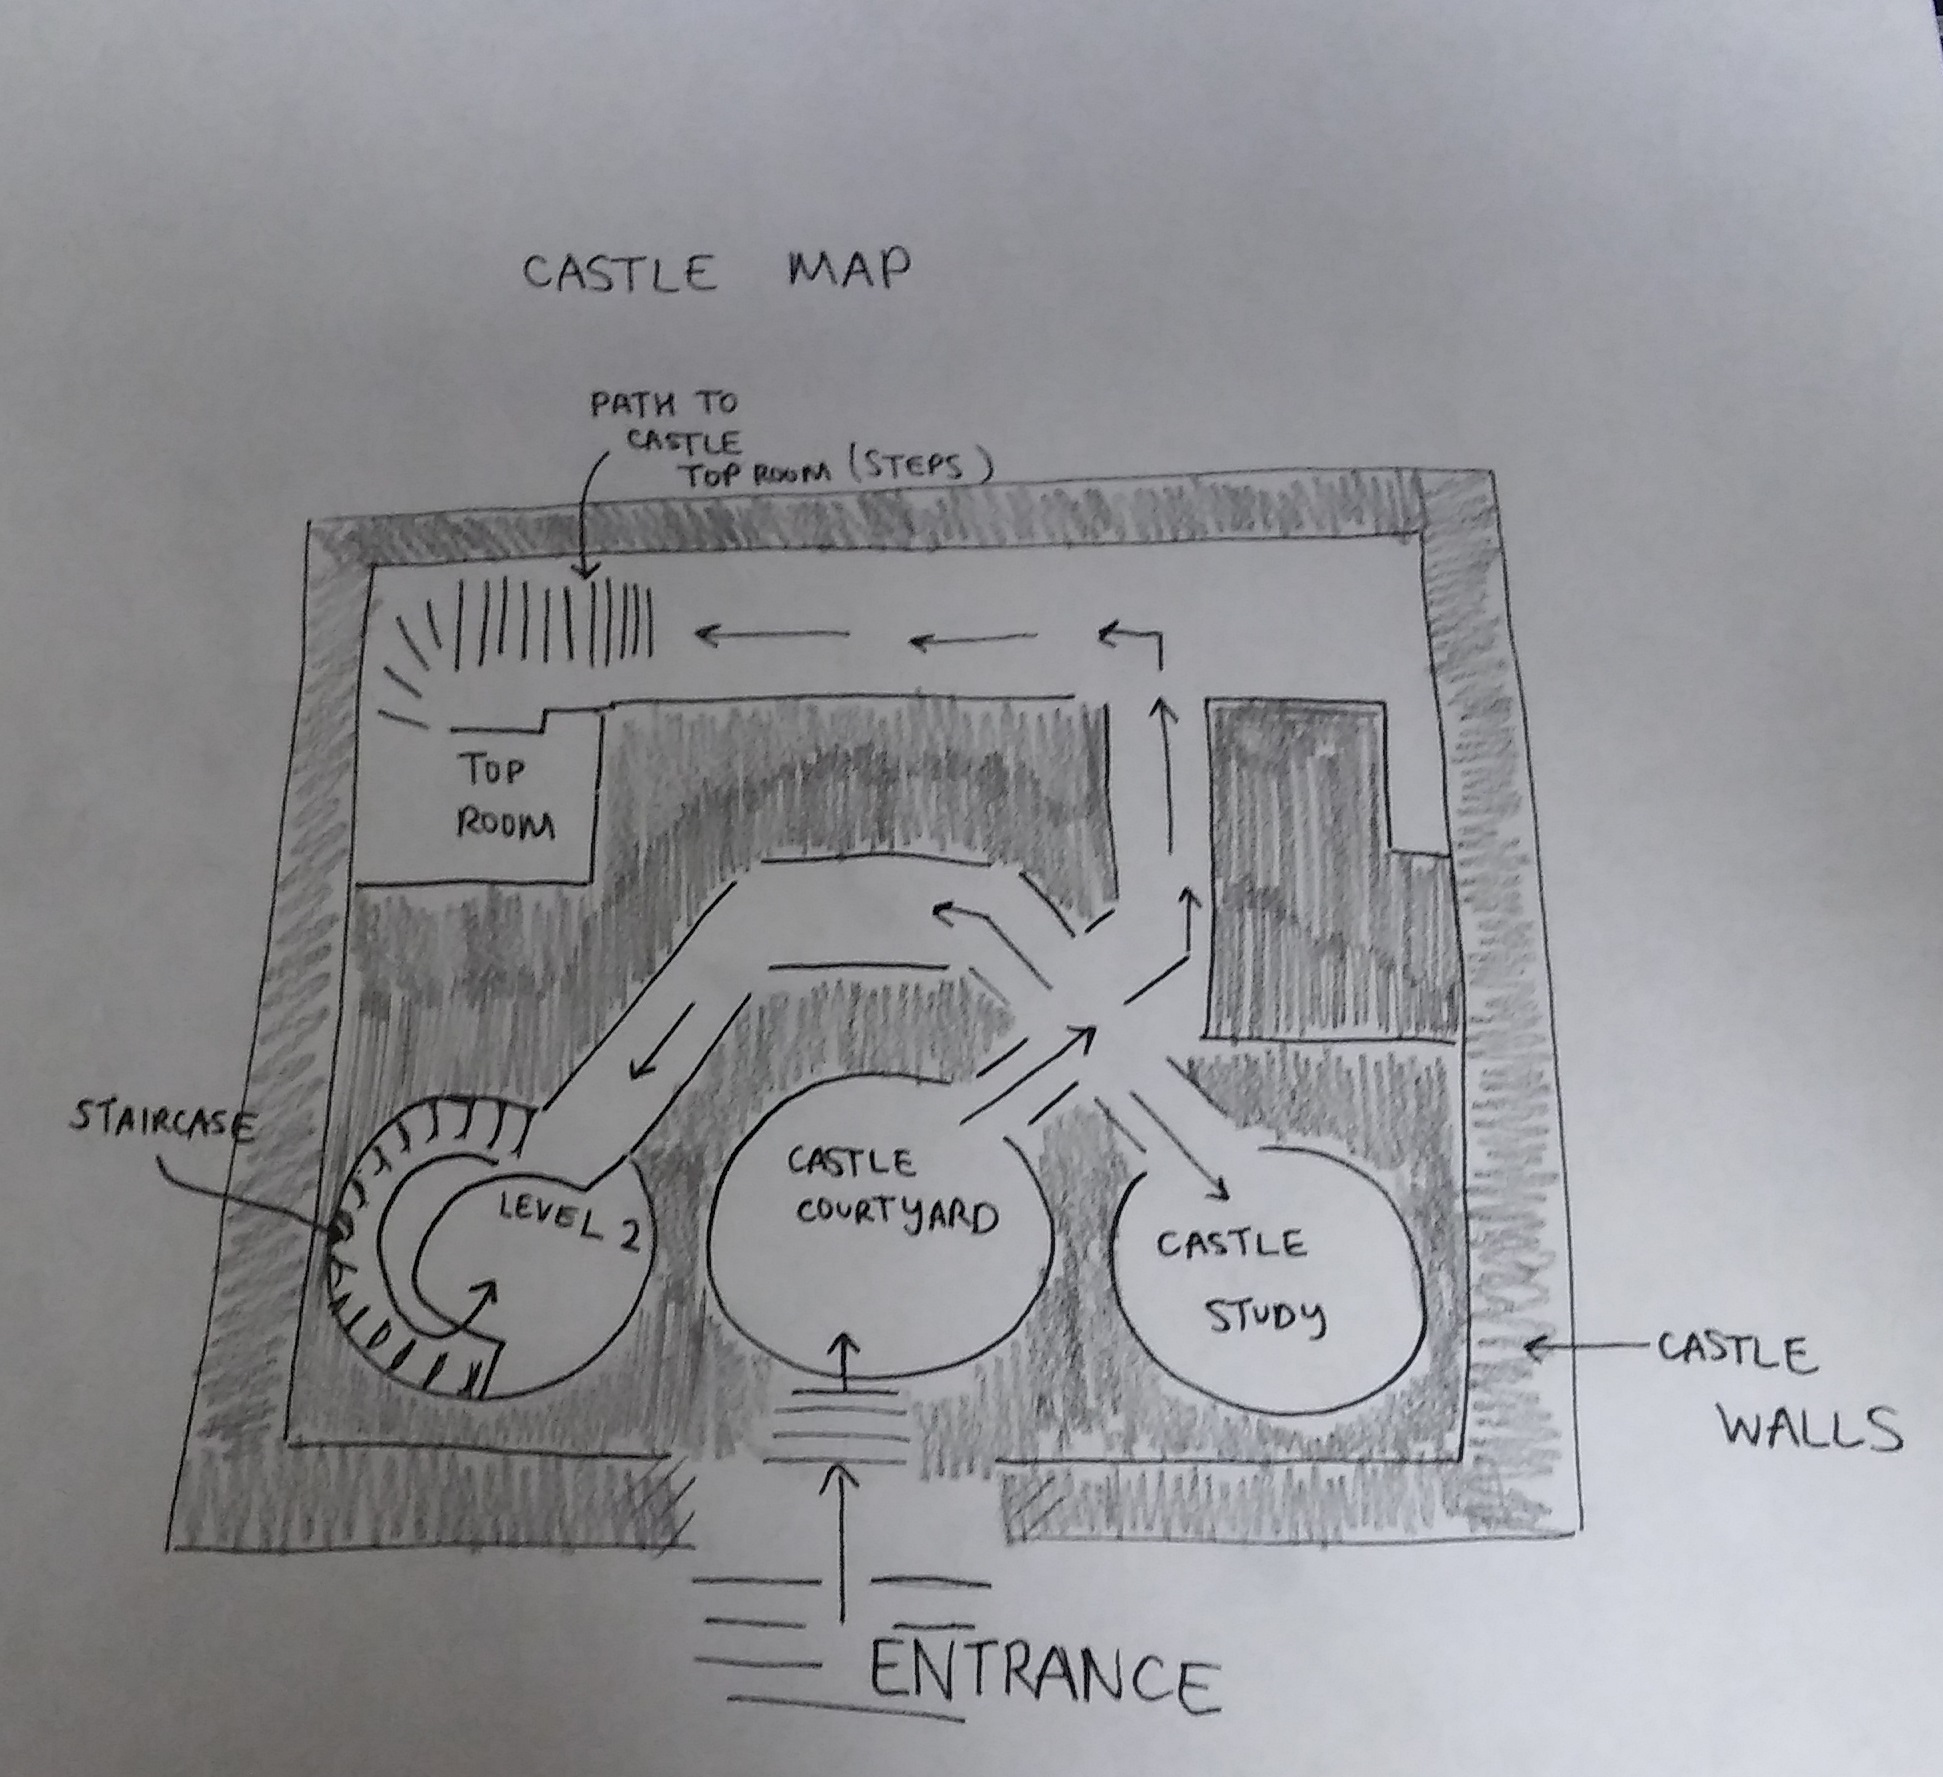 CASTLE MAP
PATH TO
CASTLE
TOP ROOM (STEPS)
TOP
ROOM
STAIRCASE
LEVEL 2
CASTLE
COURTYARD
CASTLE
STUDY
CASTLE
WALLS
ENTRANCE